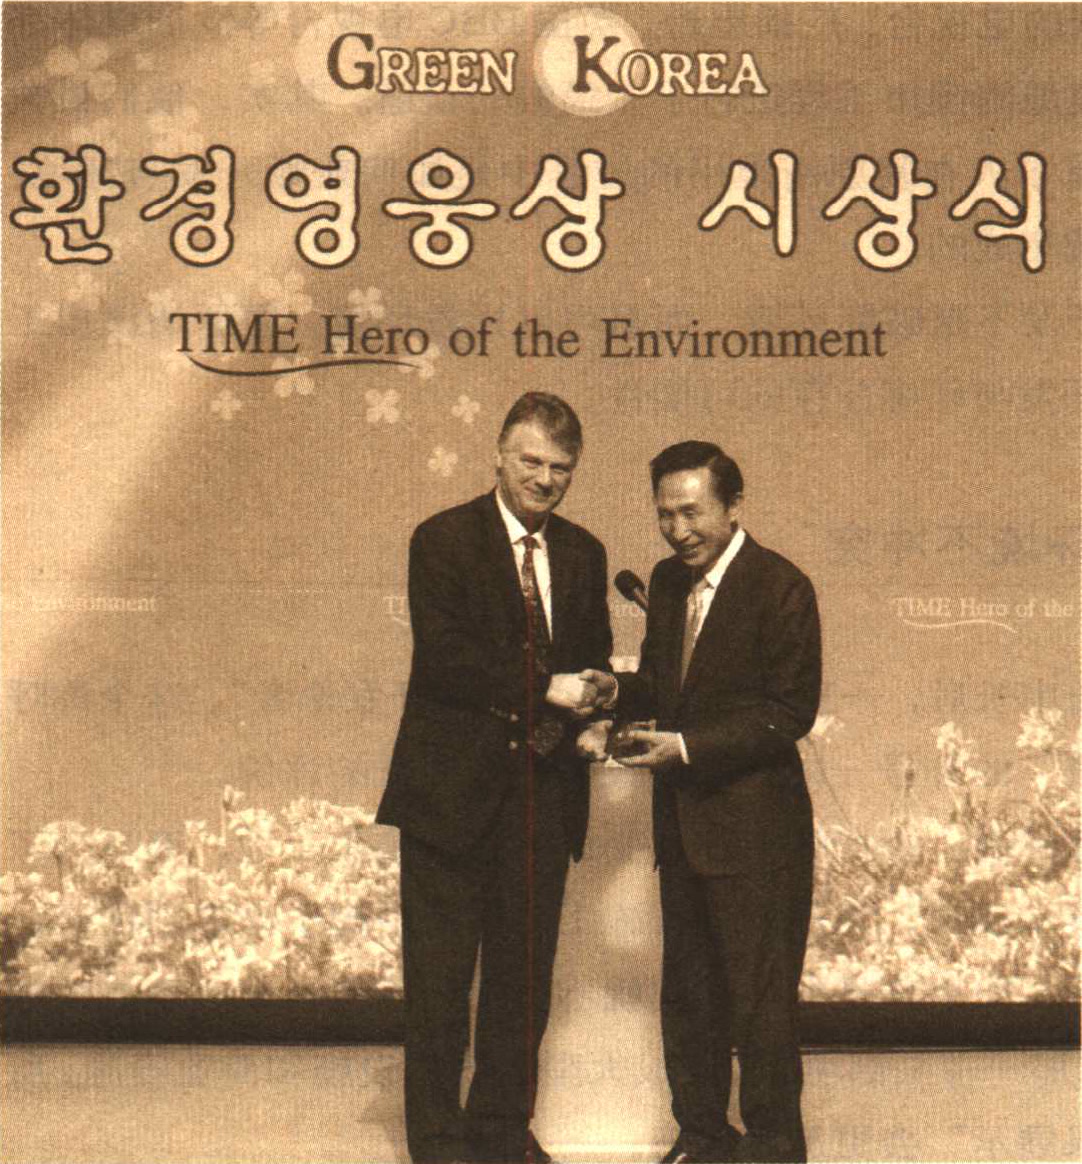 GREEN KOREA
환경영웅상 시상식
TIME Hero of the Environment
Environment
TIME Hero of the